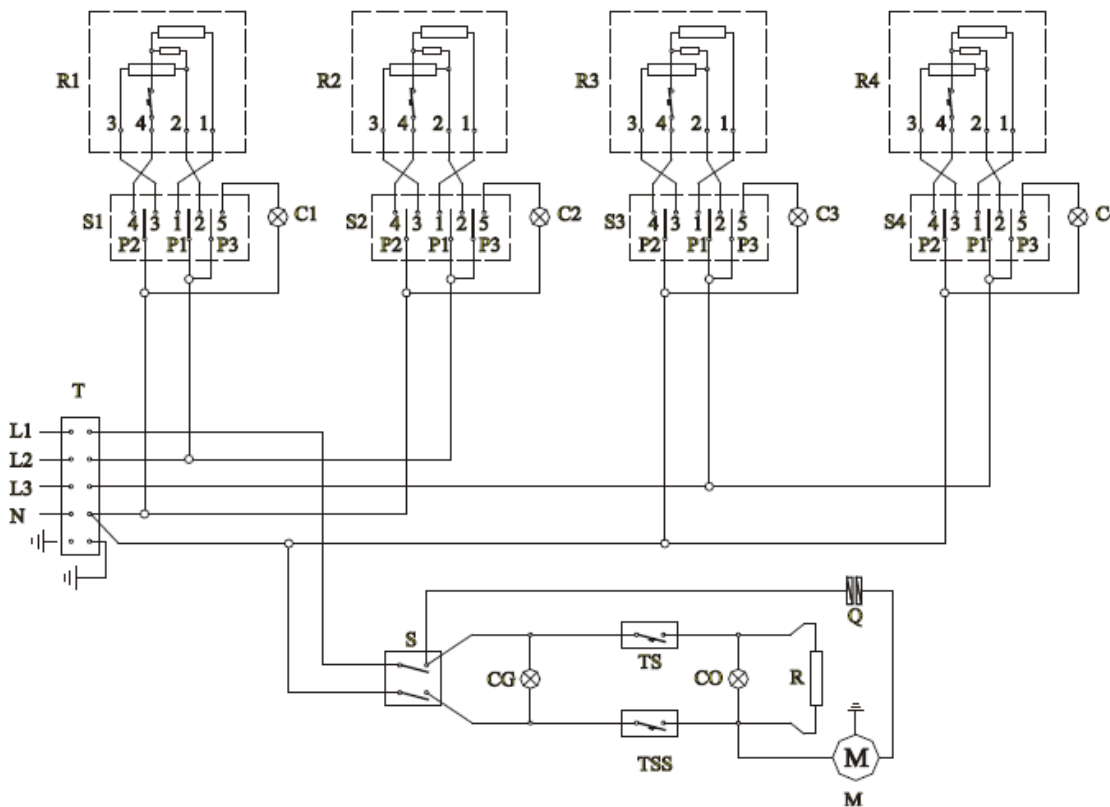 R1 R2 R3 R4
3 4 2 1 3 4 2 1 3 4 2 1 3 4 2 1
S1 4 3 1 2 5 C1 S2 4 3 1 2 5 C2 S3 4 3 1 2 5 C3 S4 4 3 1 2 5 C
P2 P1 P3 P2 P1 P3 P2 P1 P3 P2 P1 P3
T
L1
L2
L3
N
Q
S
TS
CG CO R
TSS
M
M